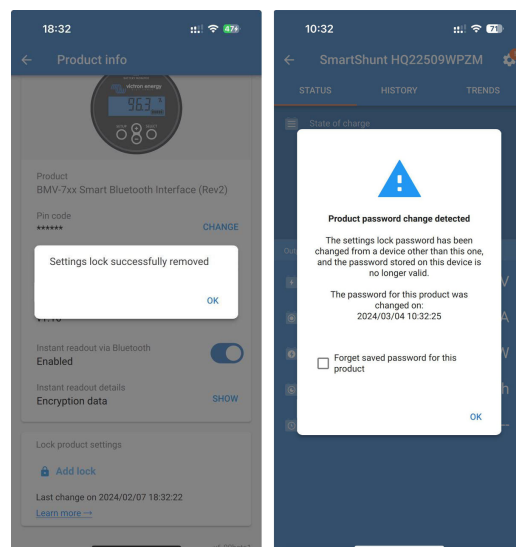 18:32
47
Product info
victron energy
96.3
Product
BMV-7xx Smart Bluetooth Interface (Rev2)
Pin code
******
CHANGE
Settings lock successfully removed
OK
Instant readout via Bluetooth
Enabled
Instant readout details
Encryption data
SHOW
Lock product settings
Add lock
Last change on 2024/02/07 18:32:22
Learn more →
10:32
71
SmartShunt HQ22509WPZM
STATUS
HISTORY
TRENDS
State of charge
Product password change detected
The settings lock password has been
changed from a device other than this one,
and the password stored on this device is
no longer valid.
The password for this product was
changed on:
2024/03/04 10:32:25
Forget saved password for this
product
OK
V
A
W
h